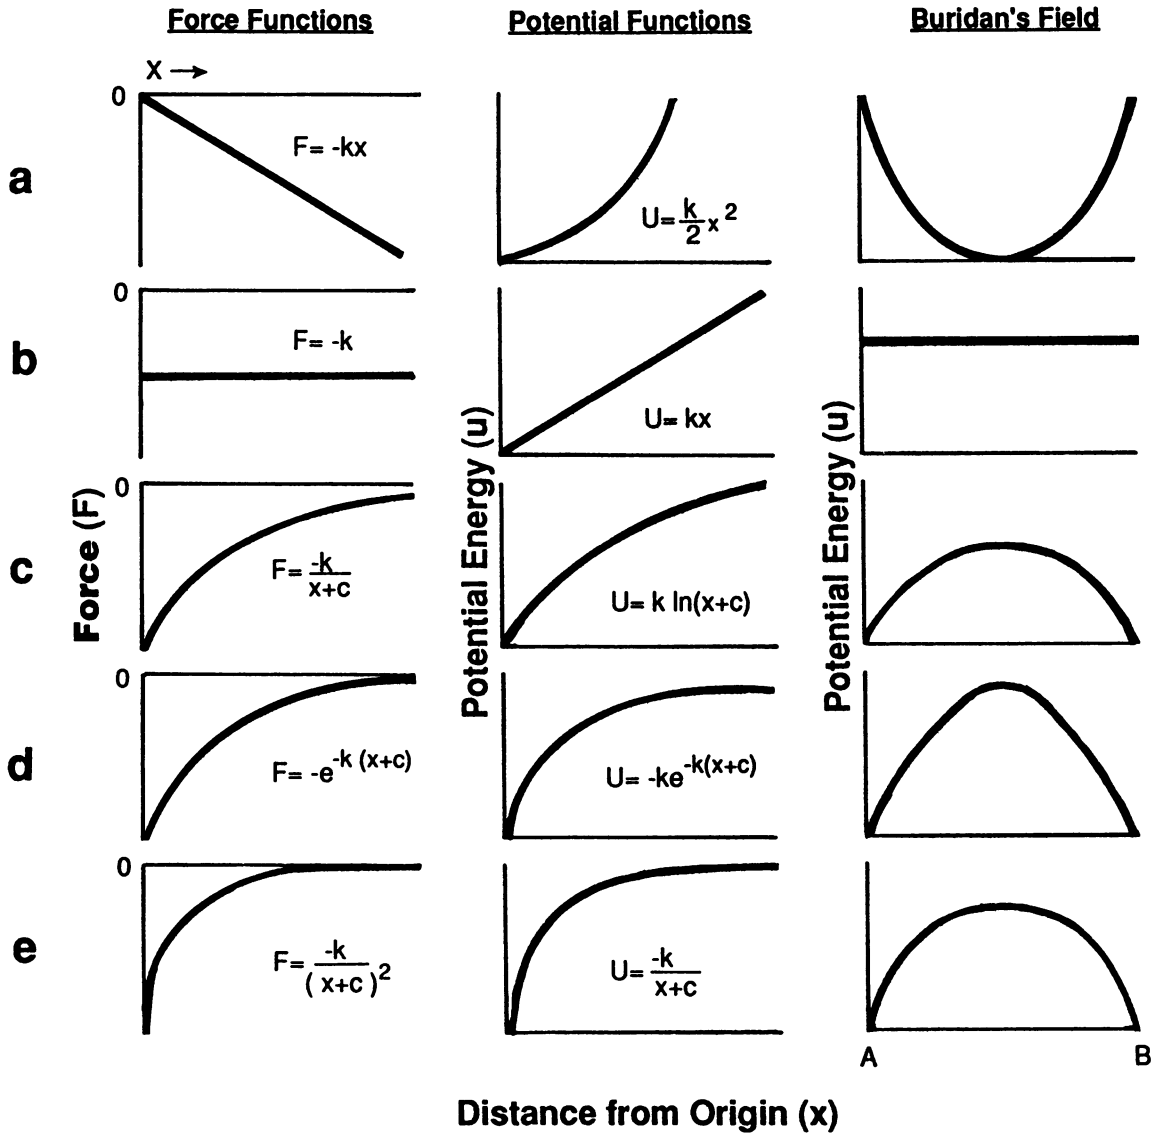 Force Functions
Potential Functions
Buridan's Field
X →
0
a
F= -kx
U= k/2 x²
0
b
F= -k
U= kx
0
c
F= -k/x+c
U= k ln(x+c)
0
d
F= -e^-k (x+c)
U= -ke^-k(x+c)
0
e
F= -k/( x+c )²
U= -k/x+c
Force (F)
Potential Energy (u)
Potential Energy (u)
A
B
Distance from Origin (x)